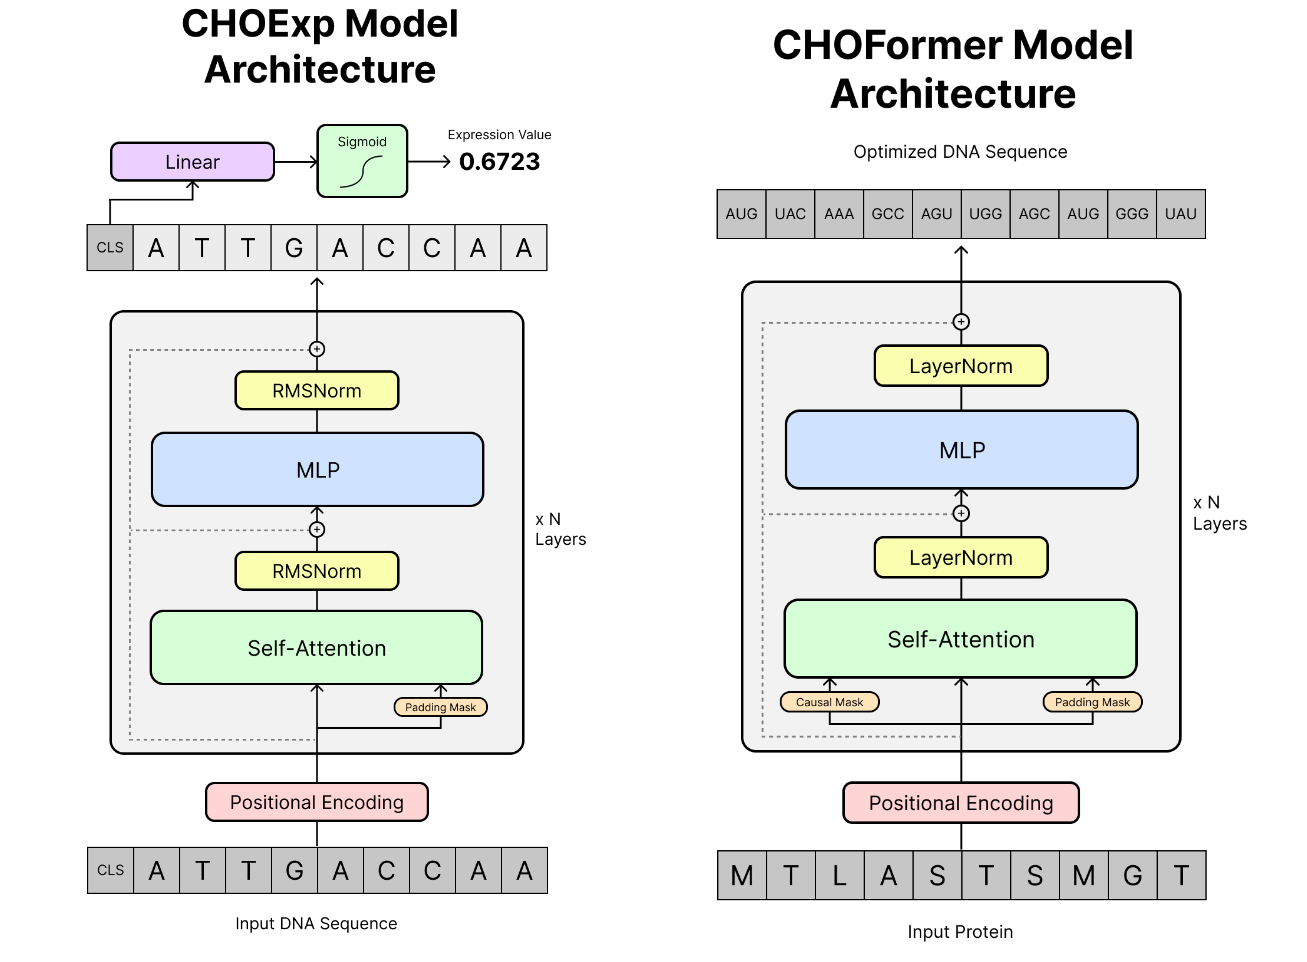 CHOExp Model
Architecture
Linear
Sigmoid
Expression Value
0.6723
CLS A T T G A C C A A
RMSNorm
MLP
x N
Layers
RMSNorm
Self-Attention
Padding Mask
Positional Encoding
CLS A T T G A C C A A
Input DNA Sequence
CHOFormer Model
Architecture
Optimized DNA Sequence
AUG UAC AAA GCC AGU UGG AGC AUG GGG UAU
LayerNorm
MLP
x N
Layers
LayerNorm
Self-Attention
Causal Mask
Padding Mask
Positional Encoding
M T L A S T S M G T
Input Protein